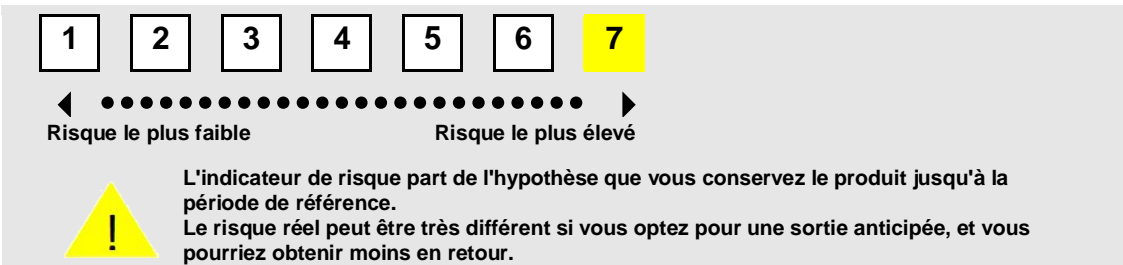 1 2 3 4 5 6 7
Risque le plus faible Risque le plus élevé
L'indicateur de risque part de l'hypothèse que vous conservez le produit jusqu'à la
période de référence.
Le risque réel peut être très différent si vous optez pour une sortie anticipée, et vous
pourriez obtenir moins en retour.
!